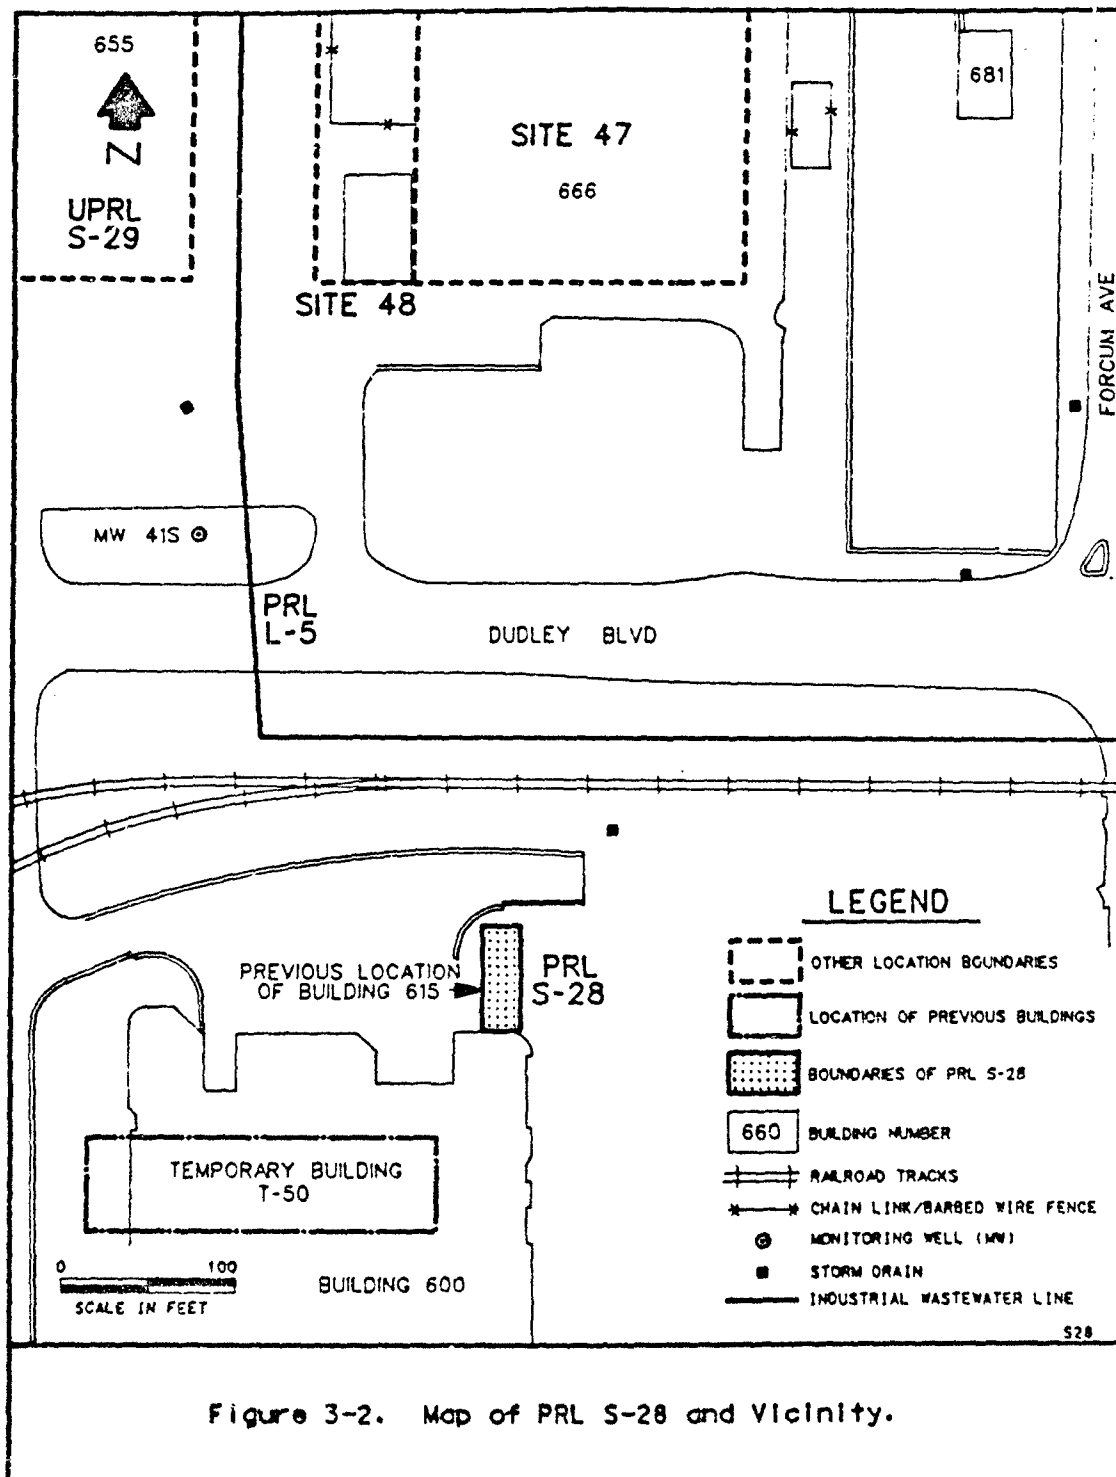 655
N
UPRL
S-29
SITE 47
666
681
SITE 48
FORCUM AVE
MW 41S
PRL
L-5
DUDLEY BLVD
PREVIOUS LOCATION
OF BUILDING 615
PRL
S-28
TEMPORARY BUILDING
T-50
0 100
SCALE IN FEET
BUILDING 600
LEGEND
OTHER LOCATION BOUNDARIES
LOCATION OF PREVIOUS BUILDINGS
BOUNDARIES OF PRL S-28
660 BUILDING NUMBER
RAILROAD TRACKS
CHAIN LINK/BARBED WIRE FENCE
MONITORING WELL (MW)
STORM DRAIN
INDUSTRIAL WASTEWATER LINE
S28
Figure 3-2. Map of PRL S-28 and Vicinity.